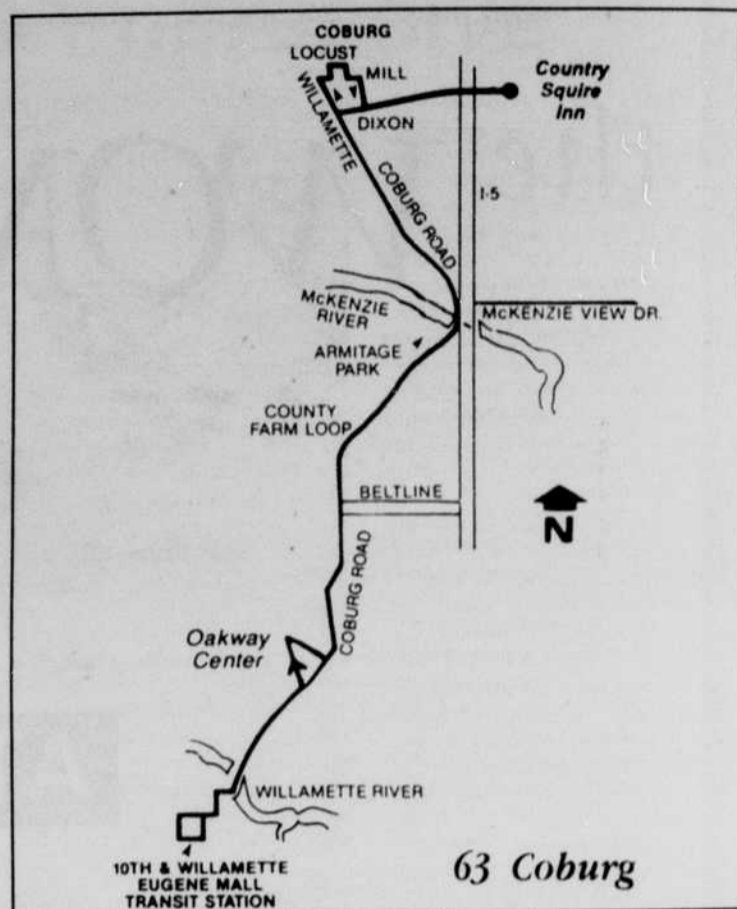 COBURG
LOCUST
MILL
WILLAMETTE
DIXON
Country
Squire
Inn
COBURG ROAD
I-5
McKENZIE
RIVER
McKENZIE VIEW DR.
ARMITAGE
PARK
COUNTY
FARM LOOP
BELTLINE
N
COBURG ROAD
Oakway
Center
WILLAMETTE RIVER
10TH & WILLAMETTE
EUGENE MALL
TRANSIT STATION
63 Coburg